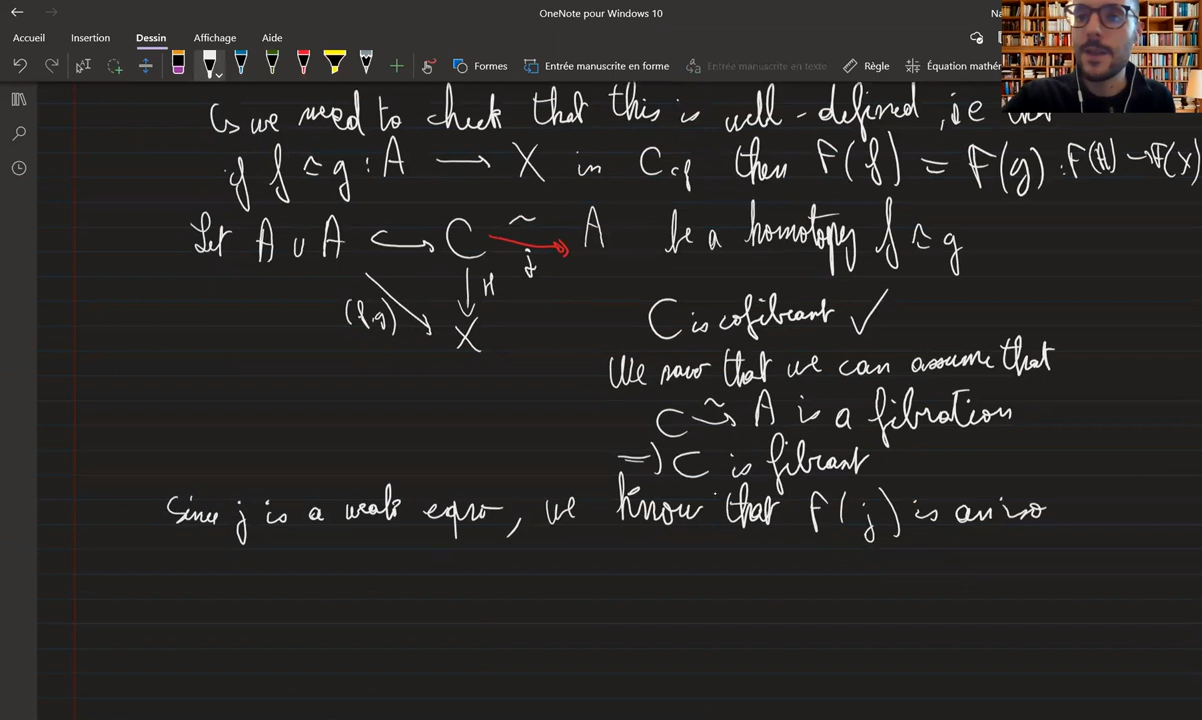 OneNote pour Windows 10
Accueil Insertion Dessin Affichage Aide
Formes Entrée manuscrite en forme Entrée manuscrite en texte Règle Équation mathém
↳ we need to check that this is well-defined, i.e that
if f ≃ g : A → X in C_cf then F(f) = F(g) : F(A) → F(X)
Let A ∪ A ↪ C ⥲ A be a homotopy f ≃ g
j
H
(f,g)
X
C is cofibrant ✓
We saw that we can assume that
C ⥲ A is a fibration
=> C is fibrant
Since j is a weak equiv, we know that F(j) is an iso